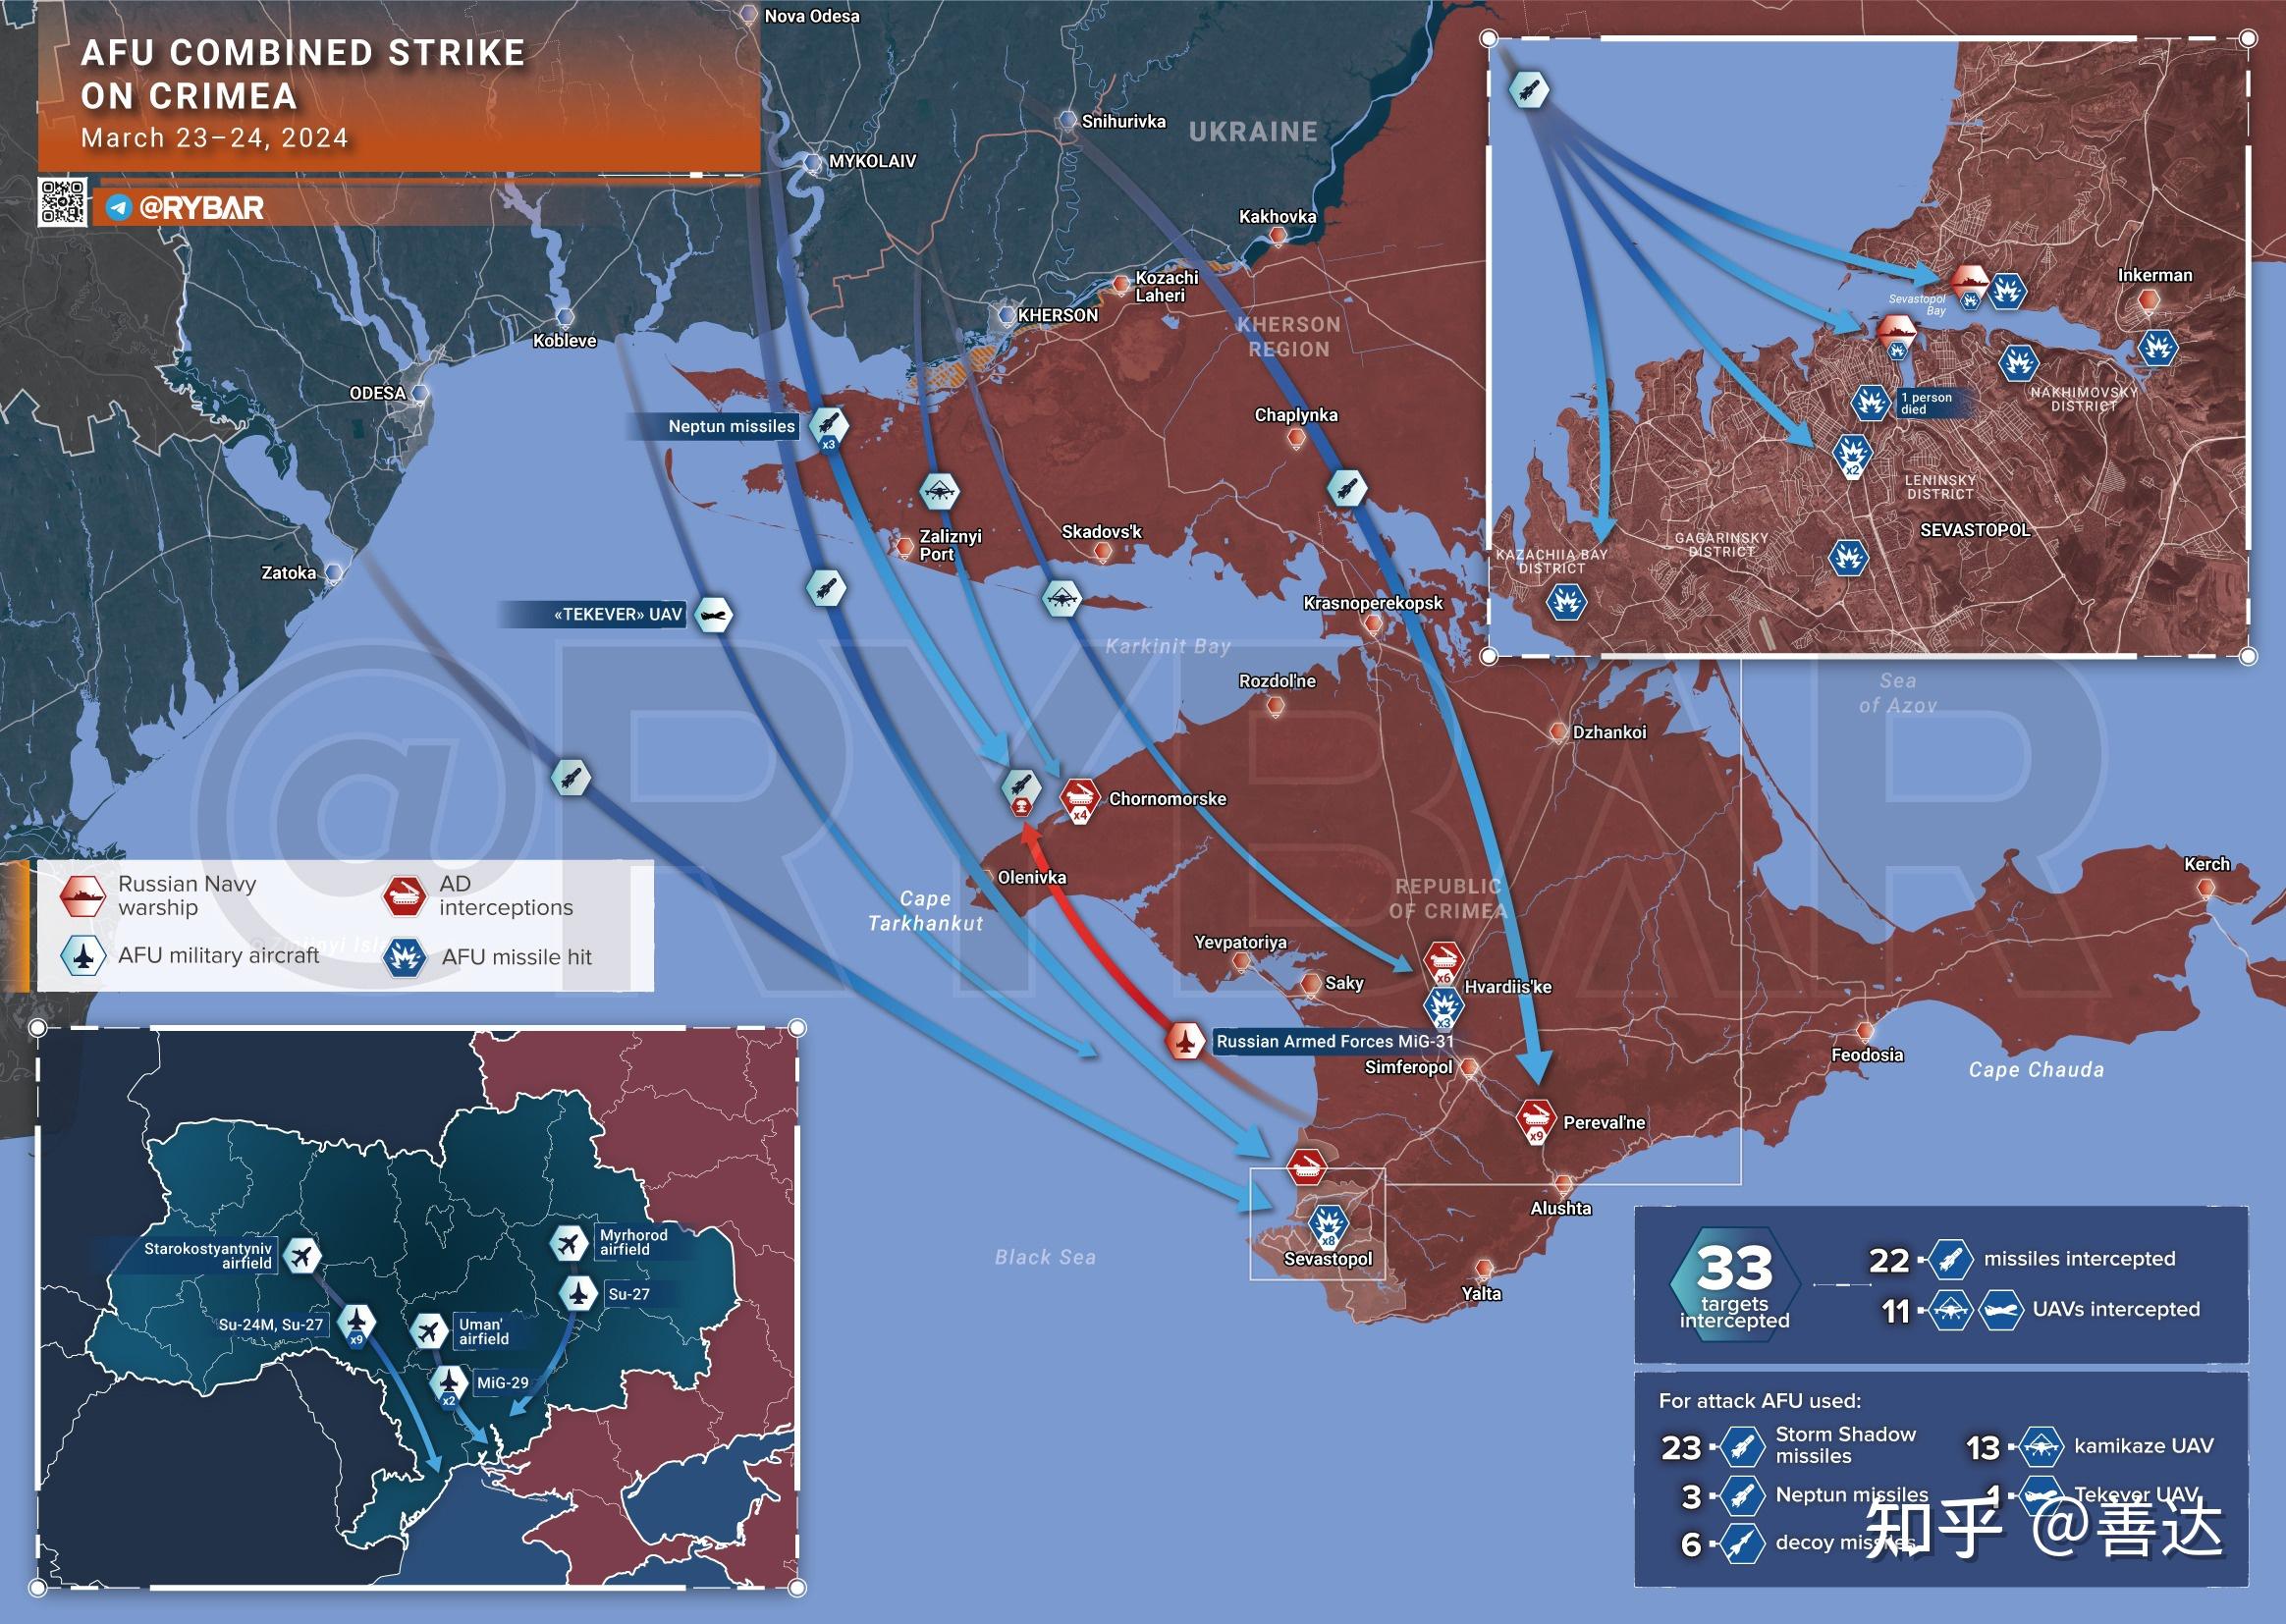 AFU COMBINED STRIKE
ON CRIMEA
March 23–24, 2024
@RYBAR
Nova Odesa
MYKOLAIV
Snihurivka
UKRAINE
Kakhovka
Kozachi
Laheri
KHERSON
KHERSON
REGION
Kobleve
ODESA
Zatoka
Neptun missiles
x3
Chaplynka
Zaliznyi
Port
Skadovs'k
«TEKEVER» UAV
Krasnoperekopsk
Karkinit Bay
Rozdol'ne
Dzhankoi
Sea
of Azov
@RYBAR
x4
Chornomorske
Olenivka
Cape
Tarkhankut
REPUBLIC
OF CRIMEA
Kerch
Yevpatoriya
Saky
x6
Hvardiis'ke
x3
Russian Armed Forces MiG-31
Simferopol
Feodosia
Cape Chauda
x9
Pereval'ne
Alushta
Black Sea
x8
Sevastopol
Yalta
Sevastopol
Bay
Inkerman
1 person
died
NAKHIMOVSKY
DISTRICT
x2
LENINSKY
DISTRICT
SEVASTOPOL
GAGARINSKY
DISTRICT
KAZACHIIA BAY
DISTRICT
Russian Navy
warship
AD
interceptions
AFU military aircraft
AFU missile hit
Starokostyantyniv
airfield
Myrhorod
airfield
Su-27
Su-24M, Su-27
x9
Uman'
airfield
MiG-29
x2
33
targets
intercepted
22 missiles intercepted
11 UAVs intercepted
For attack AFU used:
23 Storm Shadow
missiles
13 kamikaze UAV
3 Neptun missiles
1 Tekever UAV
6 decoy missiles
知乎 @善达